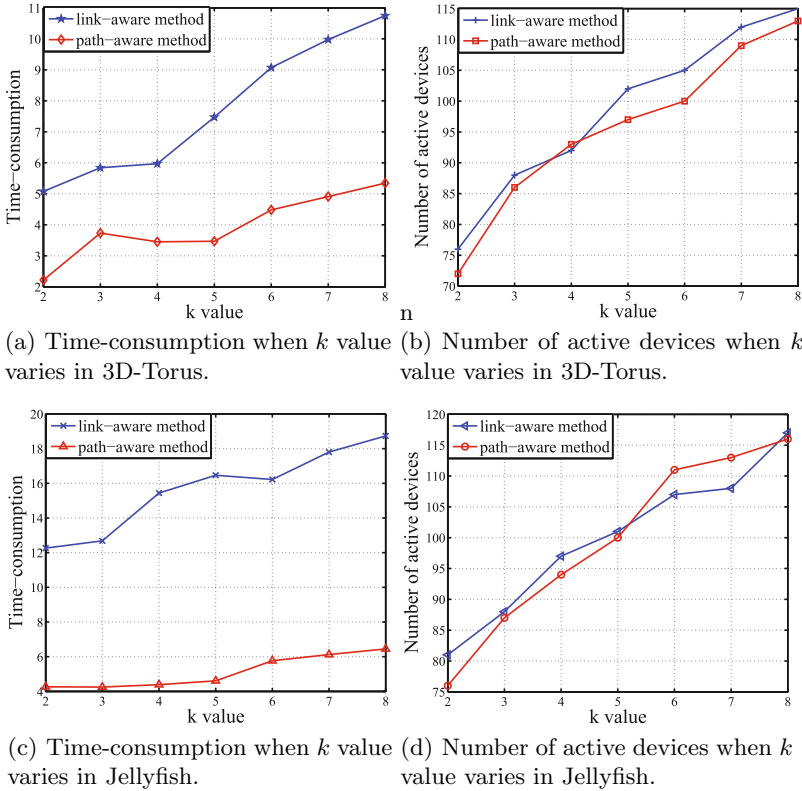 link−aware method
path−aware method
Time−consumption
11
10
9
8
7
6
5
4
3
2
2 3 4 5 6 7 8
k value
link−aware method
path−aware method
Number of active devices
115
110
105
100
95
90
85
80
75
70
2 3 4 5 6 7 8
k value
n
(a) Time-consumption when k value
varies in 3D-Torus.
(b) Number of active devices when k
value varies in 3D-Torus.
link−aware method
path−aware method
Time−consumption
20
18
16
14
12
10
8
6
4
2 3 4 5 6 7 8
k value
link−aware method
path−aware method
Number of active devices
120
115
110
105
100
95
90
85
80
75
2 3 4 5 6 7 8
k value
(c) Time-consumption when k value
varies in Jellyfish.
(d) Number of active devices when k
value varies in Jellyfish.